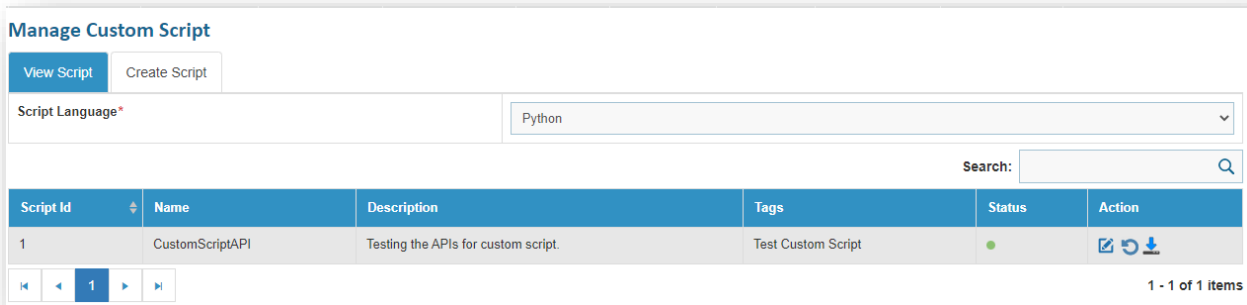 Manage Custom Script
View Script Create Script
Script Language* Python
Search:
Script Id Name Description Tags Status Action
1 CustomScriptAPI Testing the APIs for custom script. Test Custom Script
1 1 - 1 of 1 items